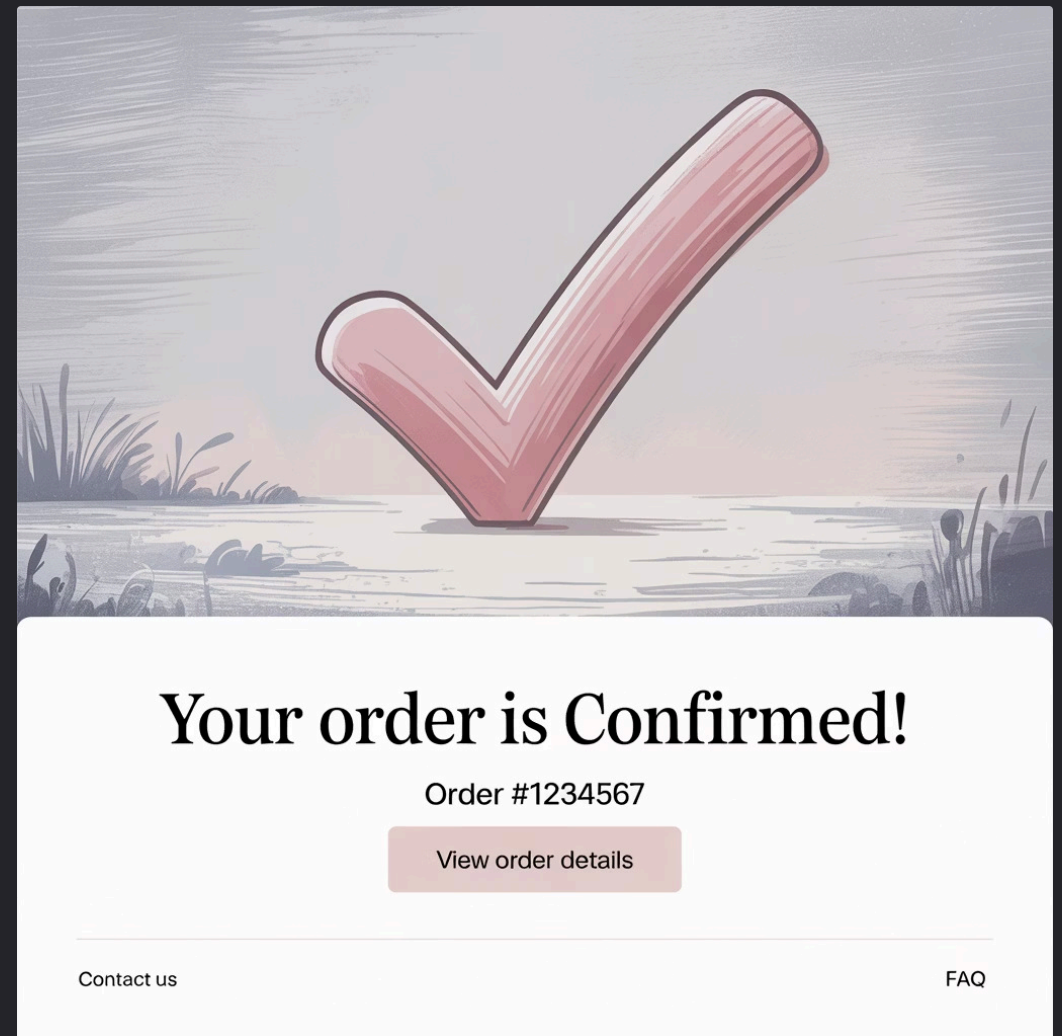 Your order is Confirmed!
Order #1234567
View order details
Contact us
FAQ